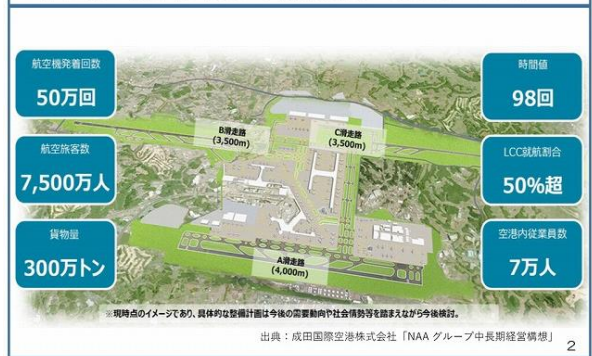 航空機発着回数
50万回
航空旅客数
7,500万人
貨物量
300万トン
B滑走路
(3,500m)
C滑走路
(3,500m)
A滑走路
(4,000m)
時間値
98回
LCC就航割合
50%超
空港内従業員数
7万人
※現時点のイメージであり、具体的な整備計画は今後の需要動向や社会情勢等を踏まえながら今後検討。
出典：成田国際空港株式会社「NAAグループ中長期経営構想」
2